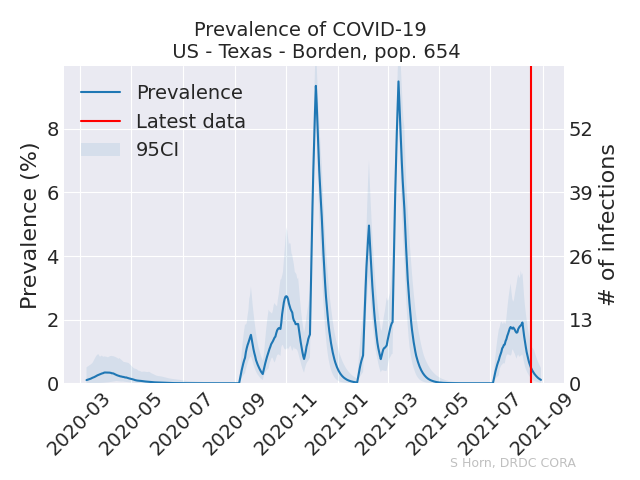 Prevalence of COVID-19
US - Texas - Borden, pop. 654
Prevalence
Latest data
95CI
Prevalence (%)
8
6
4
2
0
52
39
26
13
0
# of infections
2020-03
2020-05
2020-07
2020-09
2020-11
2021-01
2021-03
2021-05
2021-07
2021-09
S Horn, DRDC CORA